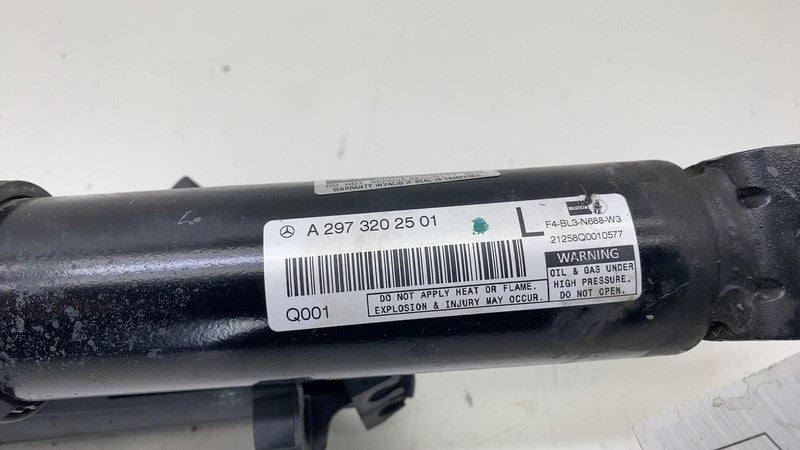 WARRANTY INVALID IF SEAL IS TAMPERED
A 297 320 25 01
L
F4-BL3-N688-W3
21258Q0010577
WARNING
OIL & GAS UNDER
HIGH PRESSURE.
DO NOT OPEN.
Q001
DO NOT APPLY HEAT OR FLAME.
EXPLOSION & INJURY MAY OCCUR.